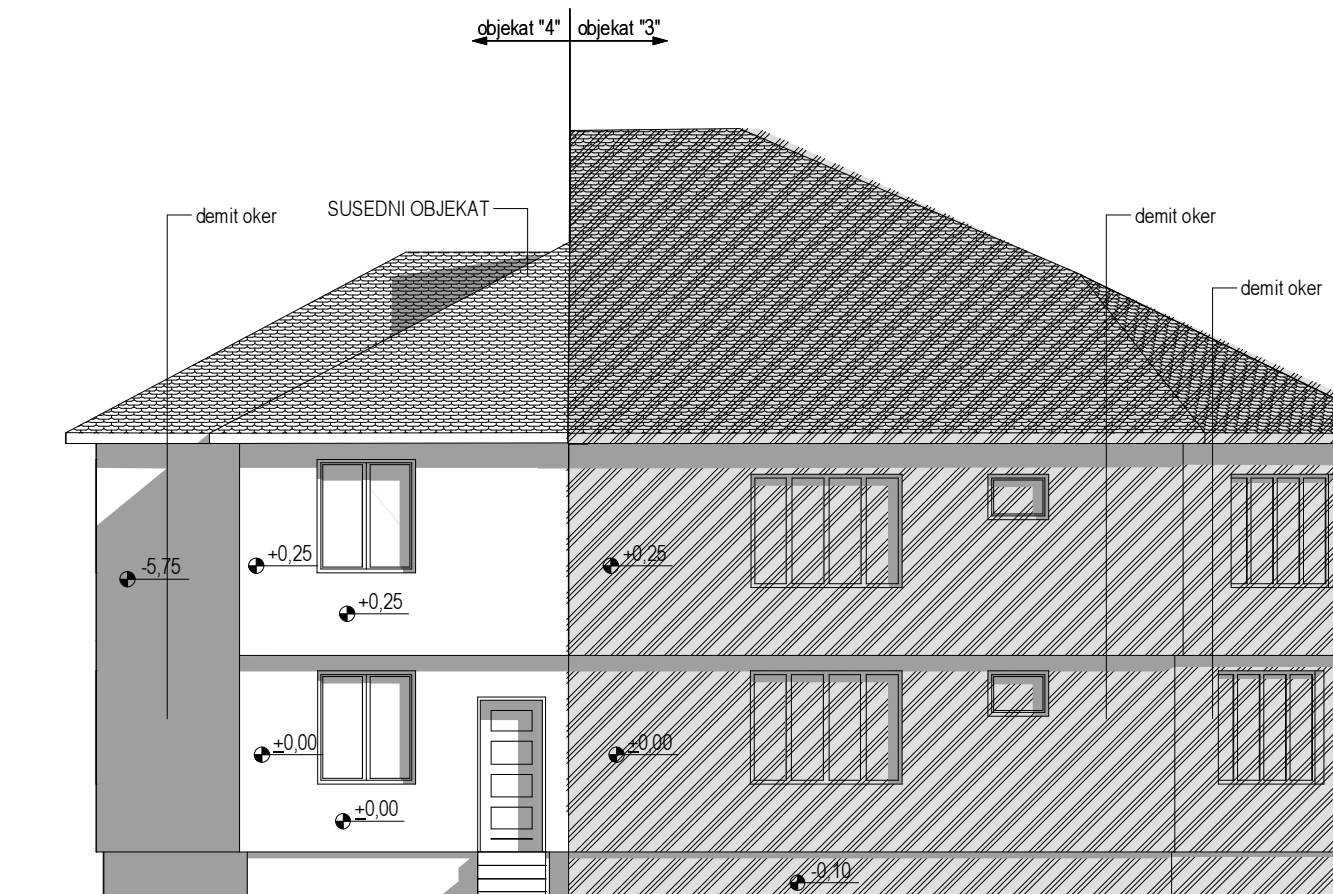 objekat "4" objekat "3"
SUSEDNI OBJEKAT
demit oker
demit oker
demit oker
+0,25
+0,25
-5,75
+0,25
±0,00
±0,00
±0,00
-0,10